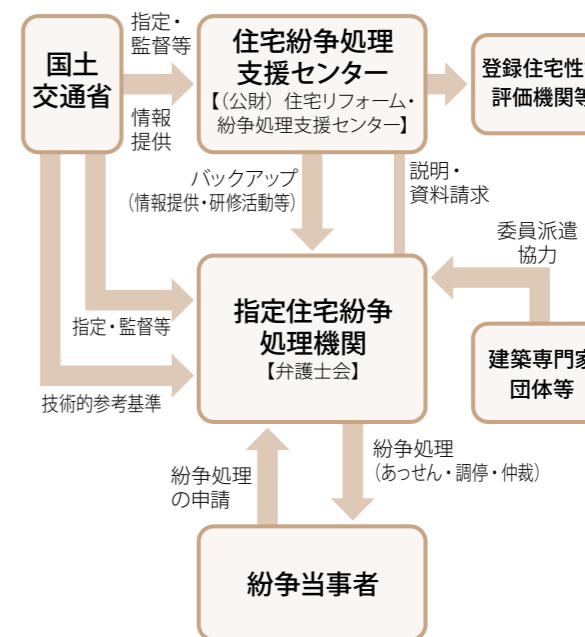 国土
交通省
指定・
監督等
情報
提供
住宅紛争処理
支援センター
【（公財）住宅リフォーム・
紛争処理支援センター】
登録住宅性
評価機関等
バックアップ
（情報提供・研修活動等）
説明・
資料請求
委員派遣
協力
指定・監督等
技術的参考基準
指定住宅紛争
処理機関
【弁護士会】
建築専門家
団体等
紛争処理
の申請
紛争処理
（あっせん・調停・仲裁）
紛争当事者